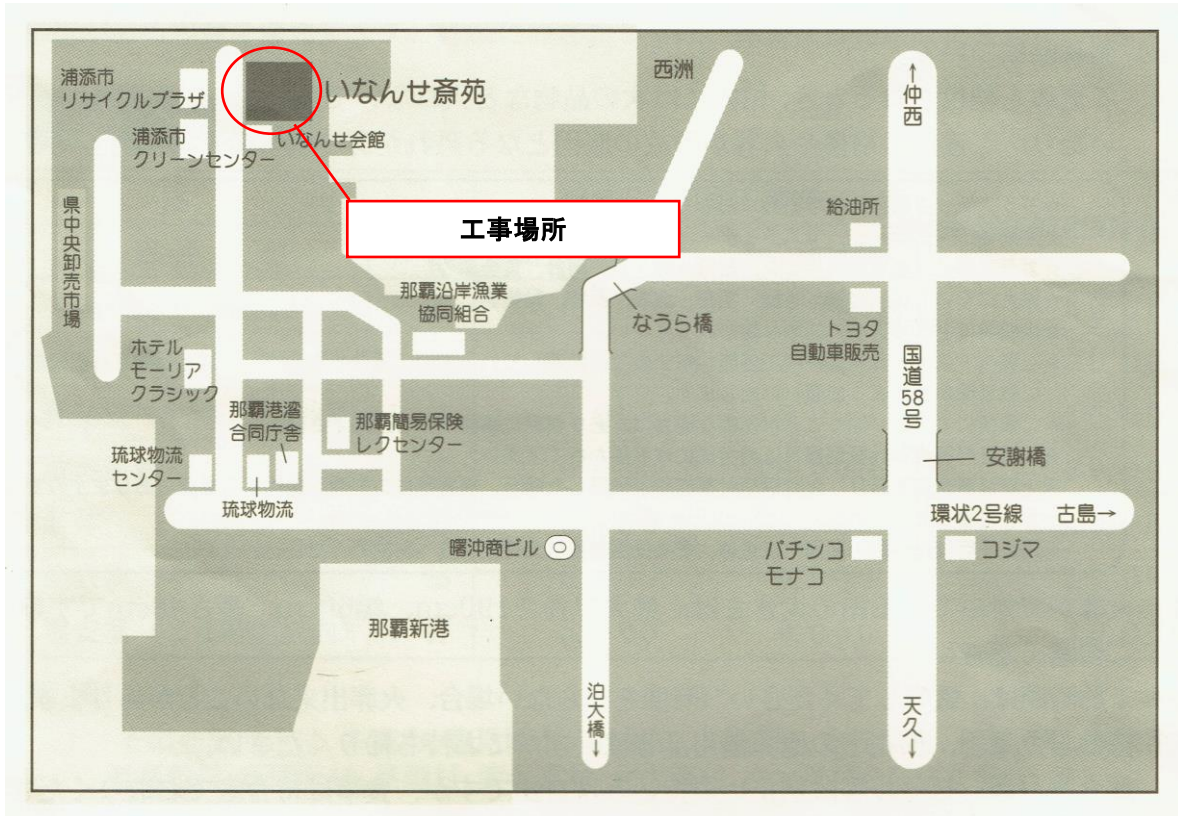 浦添市
リサイクルプラザ
いなんせ斎苑
浦添市
クリーンセンター
いなんせ会館
西洲
↑仲西
県中央卸売市場
工事場所
給油所
那覇沿岸漁業
協同組合
なうら橋
トヨタ
自動車販売
国道58号
ホテル
モーリア
クラシック
那覇港湾
合同庁舎
那覇簡易保険
レクセンター
琉球物流
センター
琉球物流
安謝橋
環状2号線 古島→
曙沖商ビル
パチンコ
モナコ
コジマ
那覇新港
泊大橋↓
天久↓